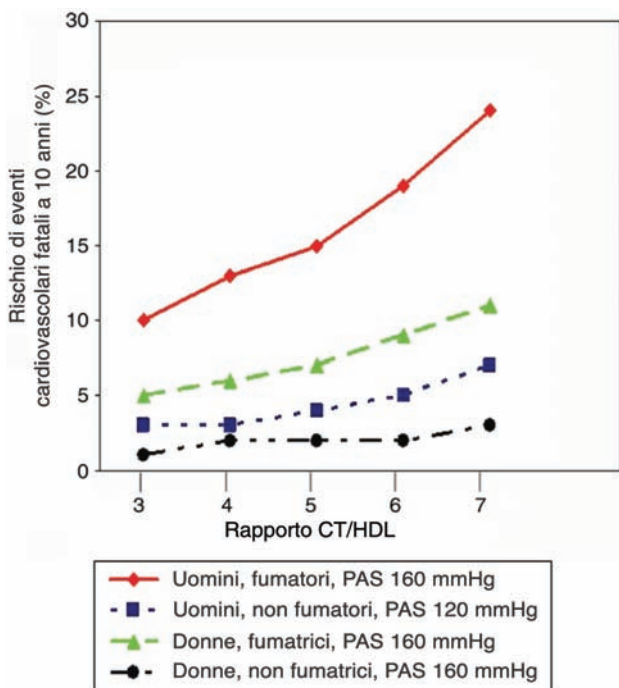 Rischio di eventi
cardiovascolari fatali a 10 anni (%)
30
25
20
15
10
5
0
3 4 5 6 7
Rapporto CT/HDL
Uomini, fumatori, PAS 160 mmHg
Uomini, non fumatori, PAS 120 mmHg
Donne, fumatrici, PAS 160 mmHg
Donne, non fumatrici, PAS 160 mmHg